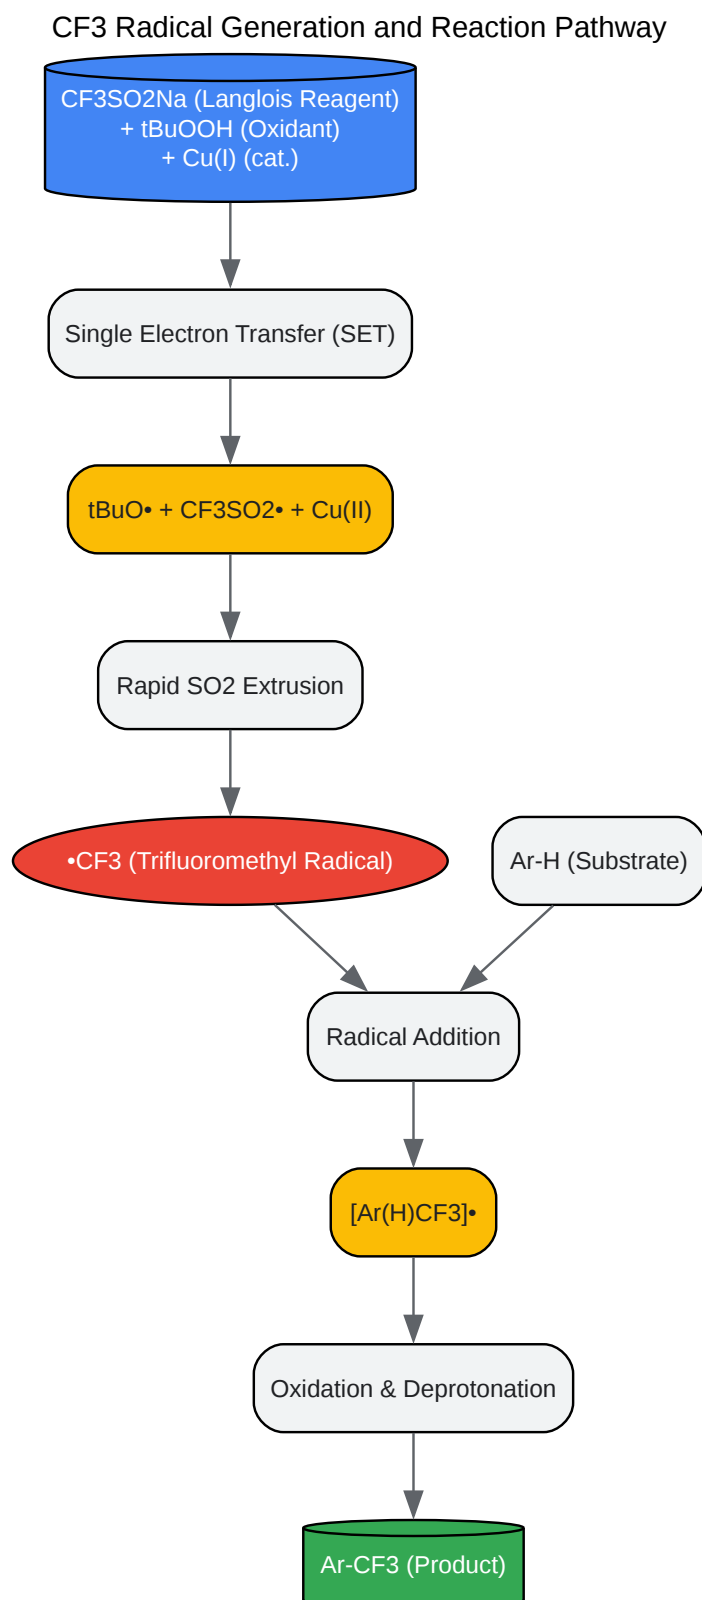 CF3 Radical Generation and Reaction Pathway
CF3SO2Na (Langlois Reagent)
+ tBuOOH (Oxidant)
+ Cu(I) (cat.)
Single Electron Transfer (SET)
tBuO• + CF3SO2• + Cu(II)
Rapid SO2 Extrusion
•CF3 (Trifluoromethyl Radical)
Ar-H (Substrate)
Radical Addition
[Ar(H)CF3]•
Oxidation & Deprotonation
Ar-CF3 (Product)